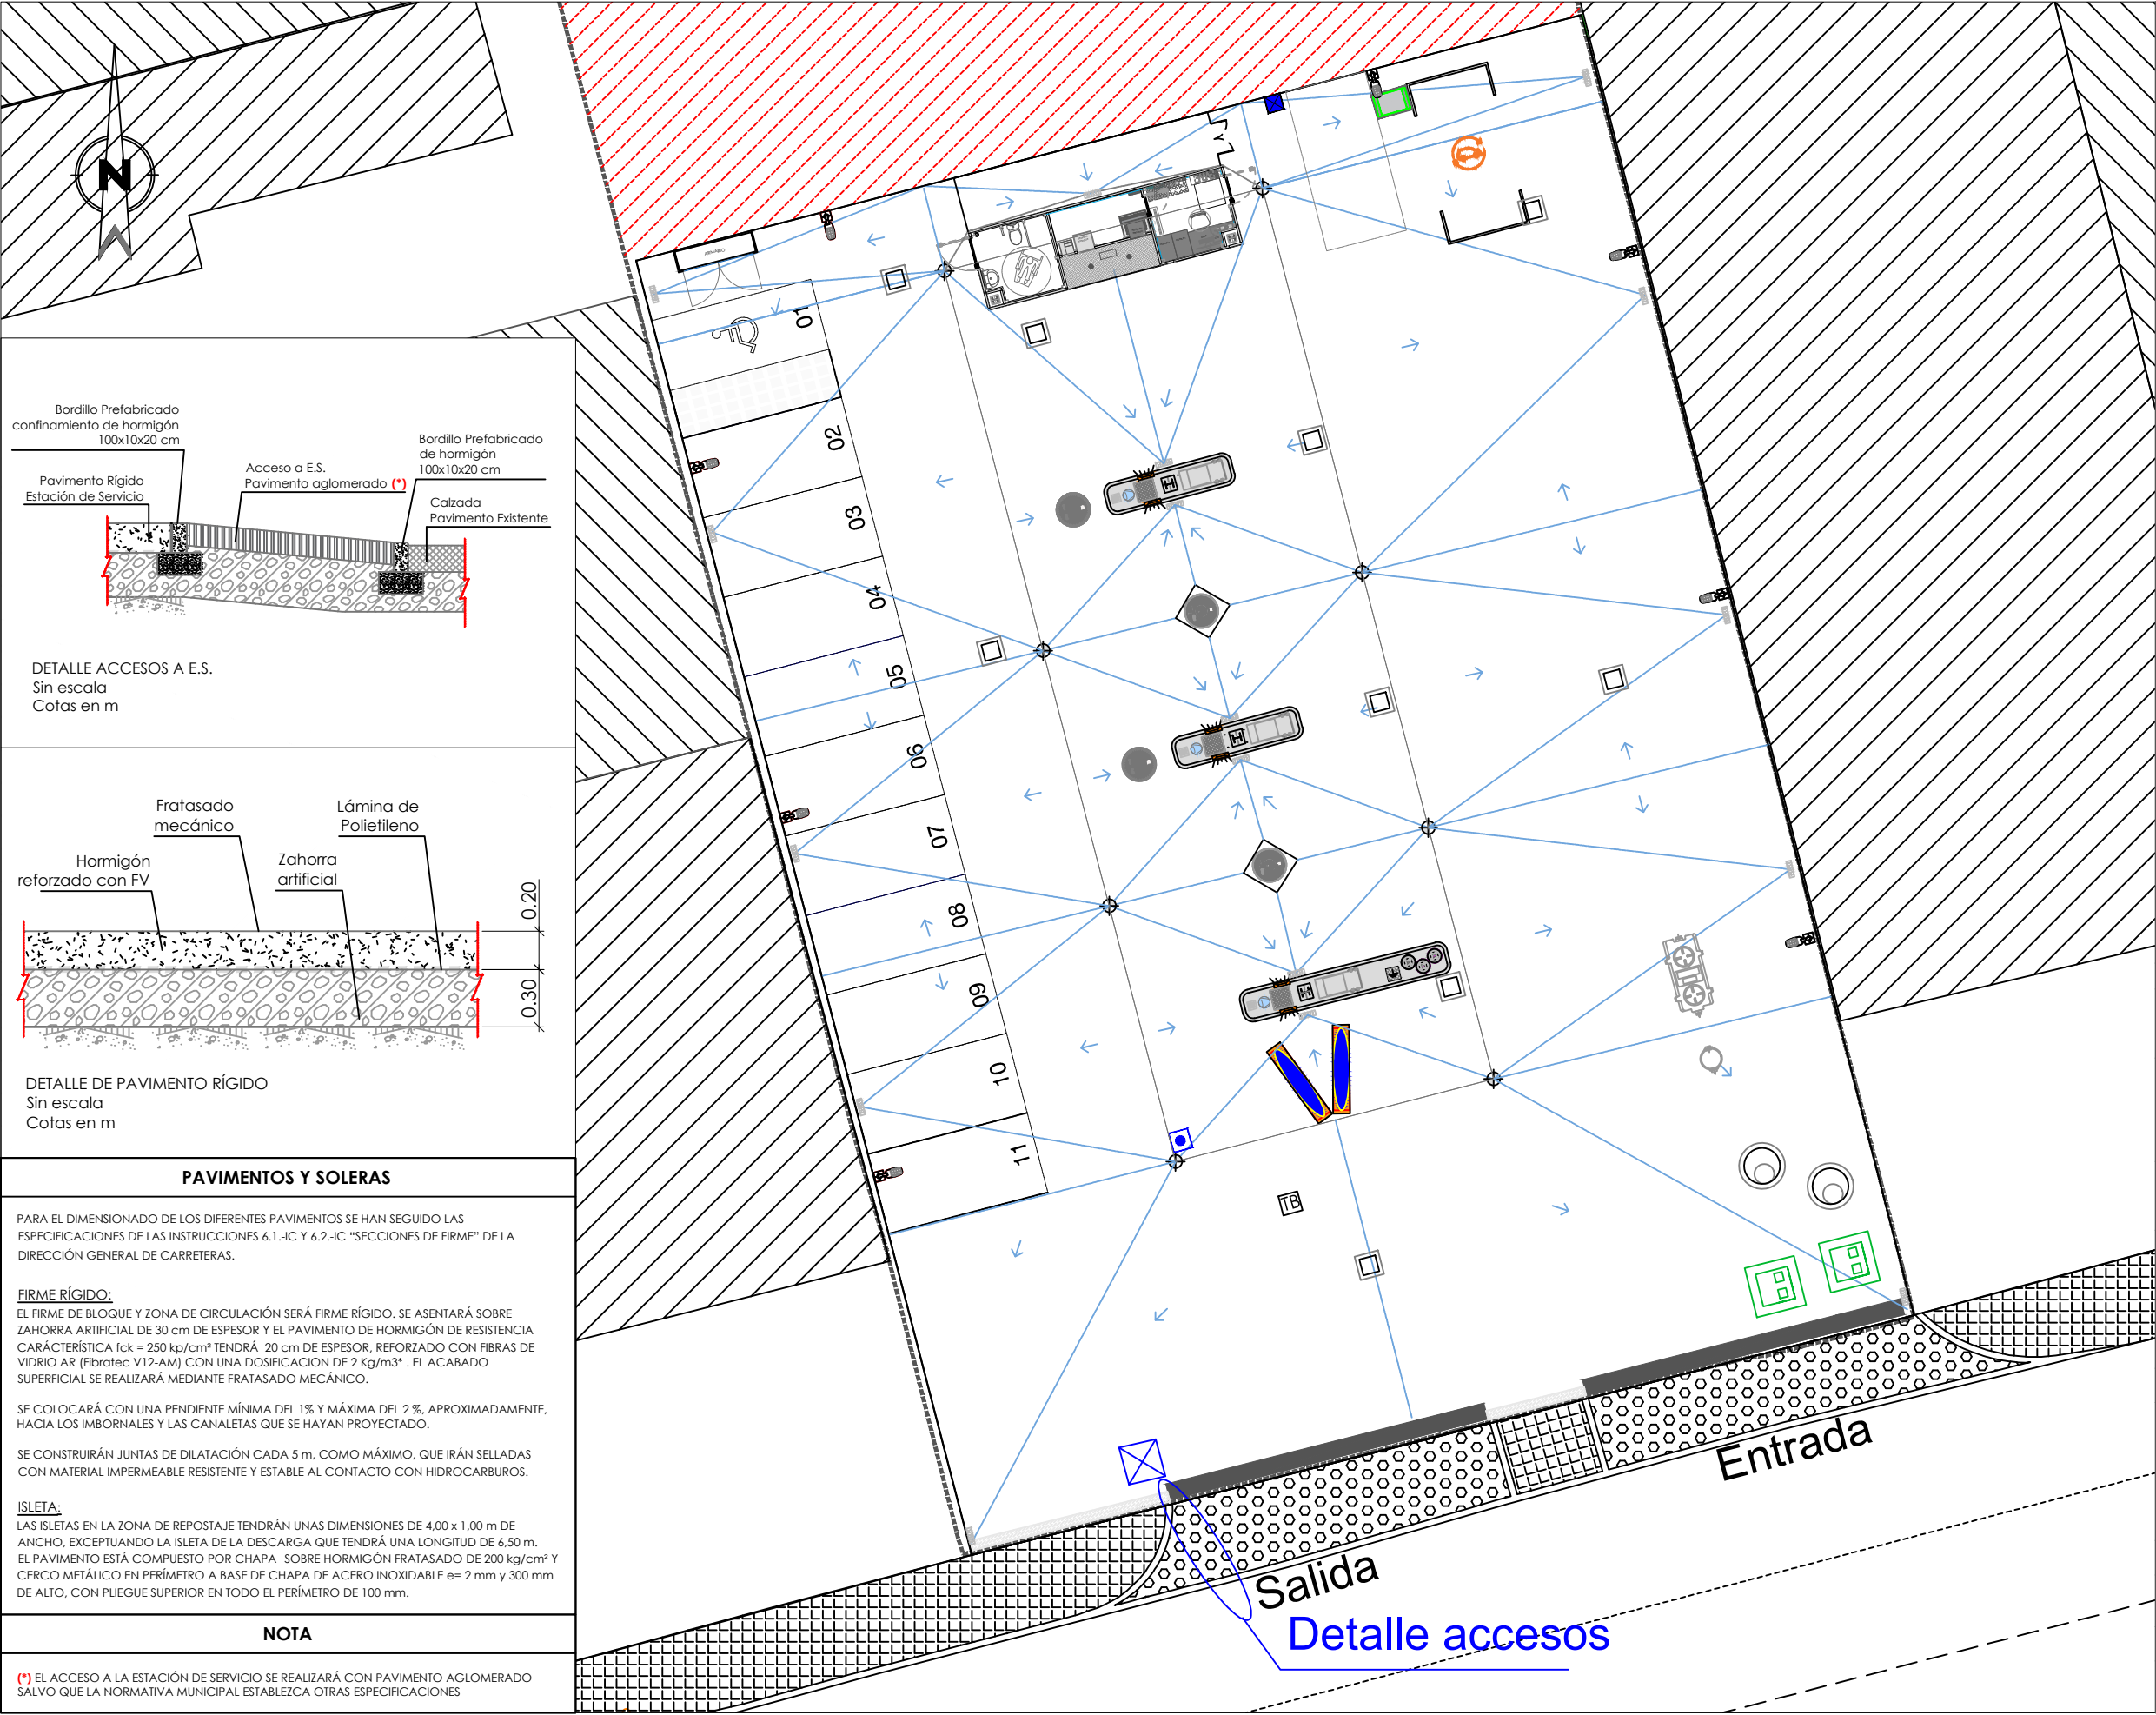 N
Bordillo Prefabricado
confinamiento de hormigón
100x10x20 cm
Bordillo Prefabricado
de hormigón
100x10x20 cm
Acceso a E.S.
Pavimento aglomerado (*)
Pavimento Rígido
Estación de Servicio
Calzada
Pavimento Existente
DETALLE ACCESOS A E.S.
Sin escala
Cotas en m
Fratasado
mecánico
Lámina de
Polietileno
Hormigón
reforzado con FV
Zahorra
artificial
0.20
0.30
DETALLE DE PAVIMENTO RÍGIDO
Sin escala
Cotas en m
PAVIMENTOS Y SOLERAS
PARA EL DIMENSIONADO DE LOS DIFERENTES PAVIMENTOS SE HAN SEGUIDO LAS
ESPECIFICACIONES DE LAS INSTRUCCIONES 6.1.-IC Y 6.2.-IC “SECCIONES DE FIRME” DE LA
DIRECCIÓN GENERAL DE CARRETERAS.
FIRME RÍGIDO:
EL FIRME DE BLOQUE Y ZONA DE CIRCULACIÓN SERÁ FIRME RÍGIDO. SE ASENTARÁ SOBRE
ZAHORRA ARTIFICIAL DE 30 cm DE ESPESOR Y EL PAVIMENTO DE HORMIGÓN DE RESISTENCIA
CARÁCTERÍSTICA fck = 250 kp/cm² TENDRÁ 20 cm DE ESPESOR, REFORZADO CON FIBRAS DE
VIDRIO AR (Fibratec V12-AM) CON UNA DOSIFICACION DE 2 Kg/m3* . EL ACABADO
SUPERFICIAL SE REALIZARÁ MEDIANTE FRATASADO MECÁNICO.
SE COLOCARÁ CON UNA PENDIENTE MÍNIMA DEL 1% Y MÁXIMA DEL 2 %, APROXIMADAMENTE,
HACIA LOS IMBORNALES Y LAS CANALETAS QUE SE HAYAN PROYECTADO.
SE CONSTRUIRÁN JUNTAS DE DILATACIÓN CADA 5 m, COMO MÁXIMO, QUE IRÁN SELLADAS
CON MATERIAL IMPERMEABLE RESISTENTE Y ESTABLE AL CONTACTO CON HIDROCARBUROS.
ISLETA:
LAS ISLETAS EN LA ZONA DE REPOSTAJE TENDRÁN UNAS DIMENSIONES DE 4,00 x 1,00 m DE
ANCHO, EXCEPTUANDO LA ISLETA DE LA DESCARGA QUE TENDRÁ UNA LONGITUD DE 6,50 m.
EL PAVIMENTO ESTÁ COMPUESTO POR CHAPA SOBRE HORMIGÓN FRATASADO DE 200 kg/cm² Y
CERCO METÁLICO EN PERÍMETRO A BASE DE CHAPA DE ACERO INOXIDABLE e= 2 mm y 300 mm
DE ALTO, CON PLIEGUE SUPERIOR EN TODO EL PERÍMETRO DE 100 mm.
NOTA
(*) EL ACCESO A LA ESTACIÓN DE SERVICIO SE REALIZARÁ CON PAVIMENTO AGLOMERADO
SALVO QUE LA NORMATIVA MUNICIPAL ESTABLEZCA OTRAS ESPECIFICACIONES
01
02
03
04
05
06
07
08
09
10
11
TB
Entrada
Salida
Detalle accesos